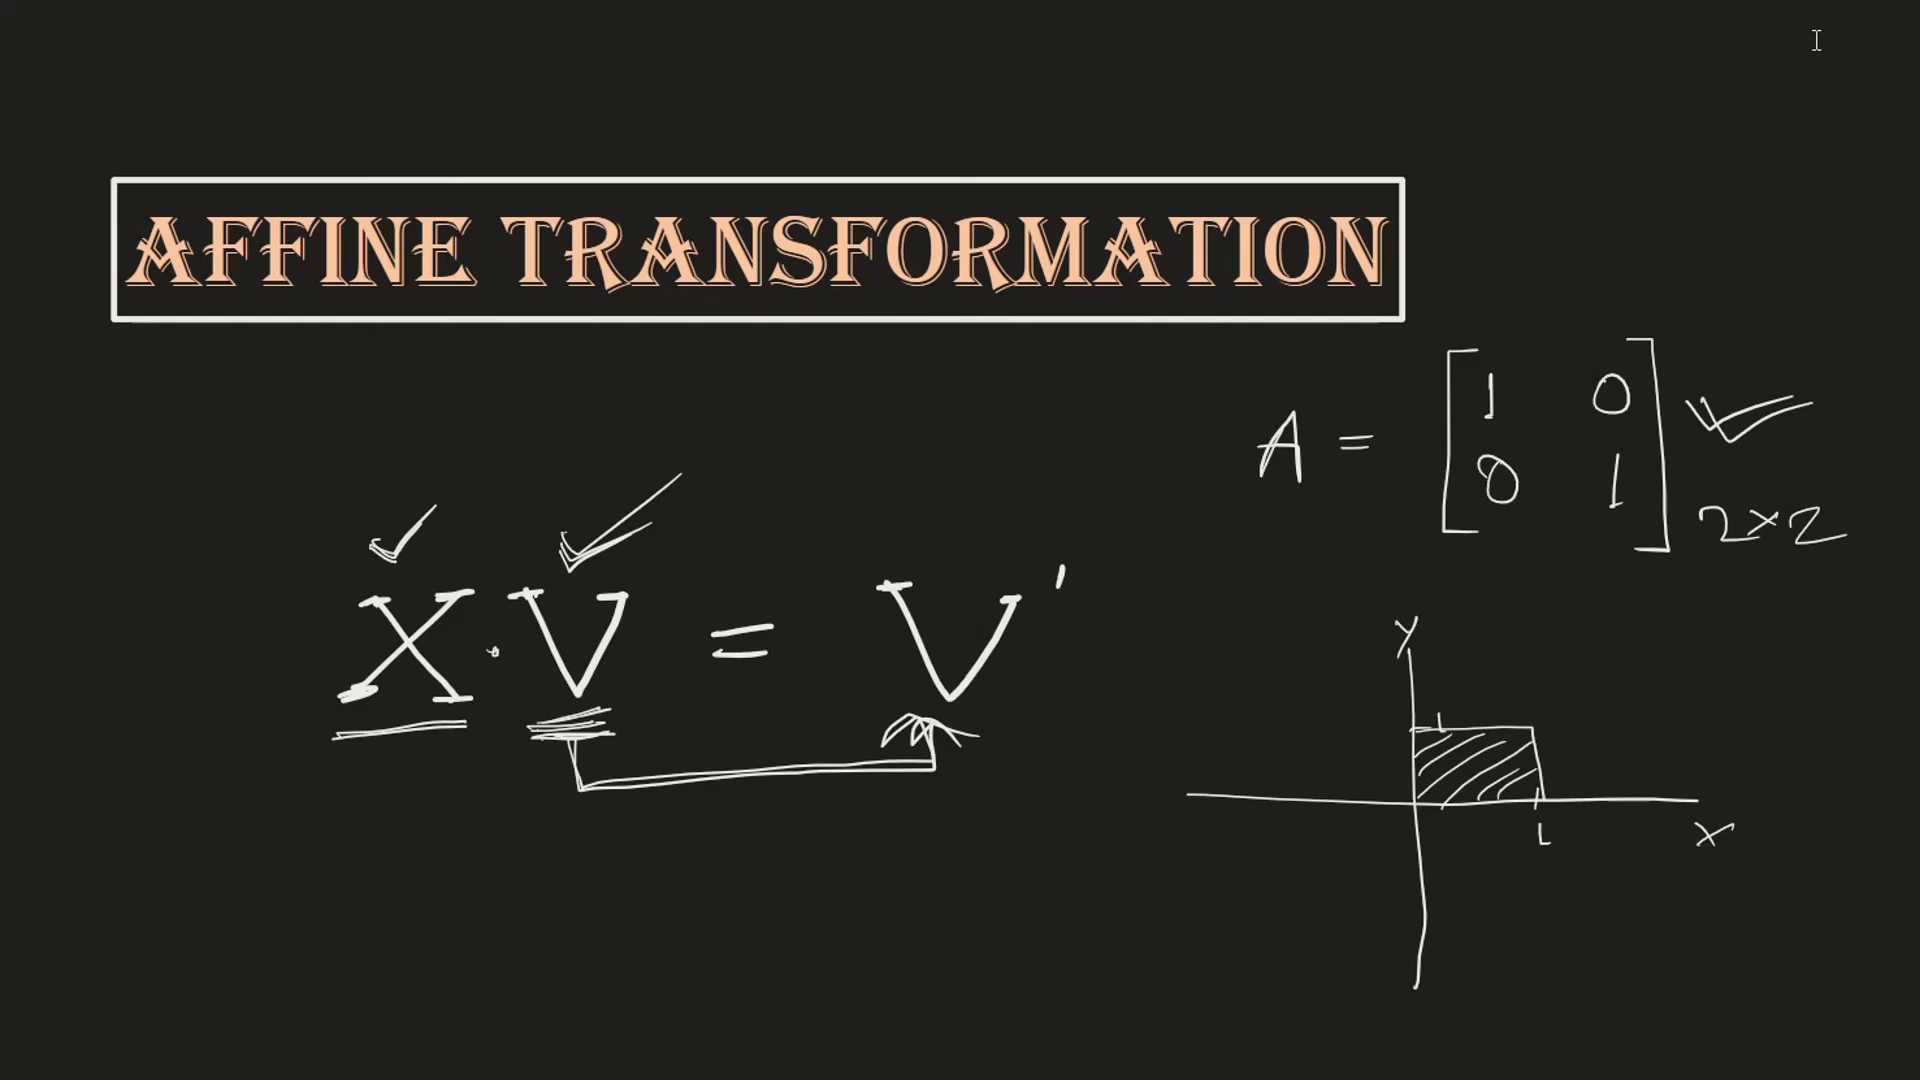 AFFINE TRANSFORMATION
A = [ 1 0
0 1 ] 2×2
X · V = V'
y
1
1
x